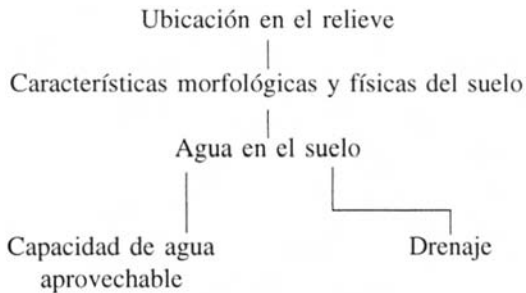 Ubicación en el relieve
Características morfológicas y físicas del suelo
Agua en el suelo
Capacidad de agua
aprovechable
Drenaje